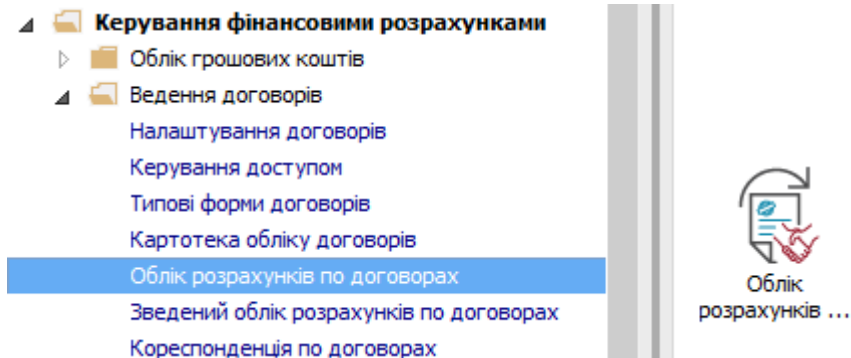 Керування фінансовими розрахунками
Облік грошових коштів
Ведення договорів
Налаштування договорів
Керування доступом
Типові форми договорів
Картотека обліку договорів
Облік розрахунків по договорах
Зведений облік розрахунків по договорах
Кореспонденція по договорах
Облік
розрахунків ...